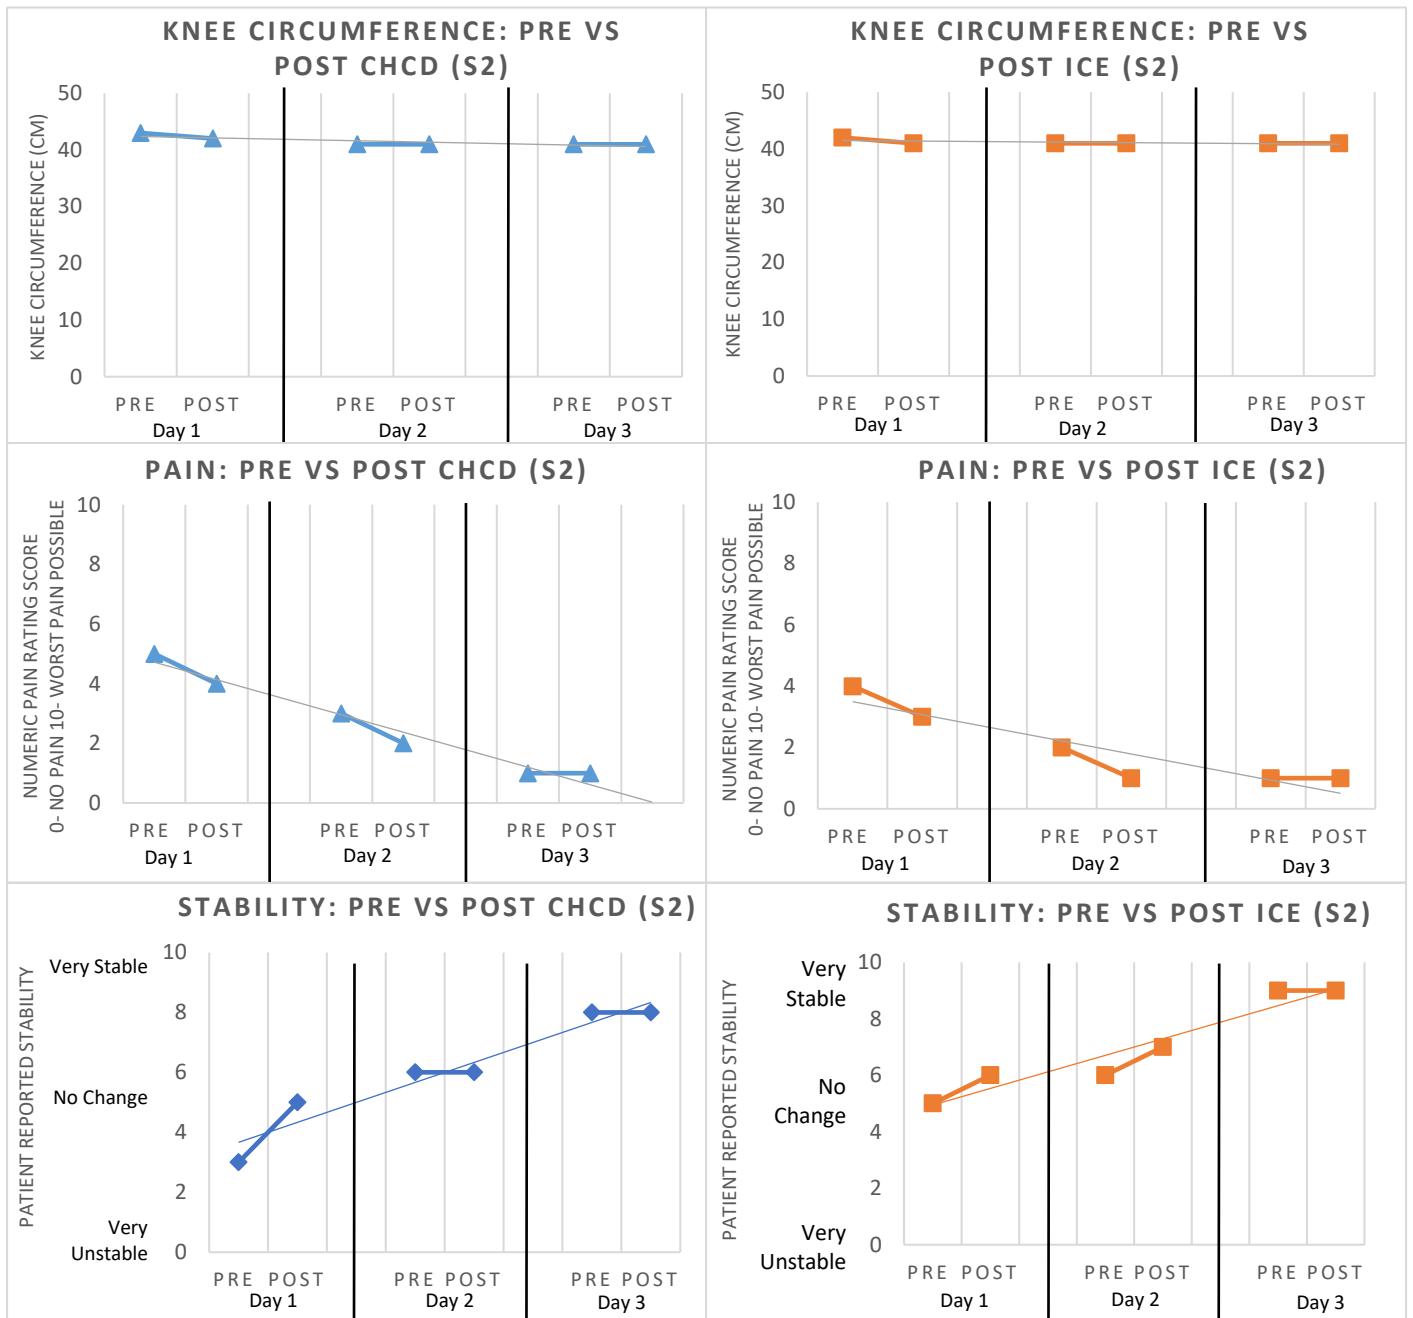 KNEE CIRCUMFERENCE: PRE VS
POST CHCD (S2)
KNEE CIRCUMFERENCE (CM)
50
40
30
20
10
0
PRE POST PRE POST PRE POST
Day 1 Day 2 Day 3
KNEE CIRCUMFERENCE: PRE VS
POST ICE (S2)
KNEE CIRCUMFERENCE (CM)
50
40
30
20
10
0
PRE POST PRE POST PRE POST
Day 1 Day 2 Day 3
PAIN: PRE VS POST CHCD (S2)
NUMERIC PAIN RATING SCORE
0- NO PAIN 10- WORST PAIN POSSIBLE
10
8
6
4
2
0
PRE POST PRE POST PRE POST
Day 1 Day 2 Day 3
PAIN: PRE VS POST ICE (S2)
NUMERIC PAIN RATING SCORE
0- NO PAIN 10- WORST PAIN POSSIBLE
10
8
6
4
2
0
PRE POST PRE POST PRE POST
Day 1 Day 2 Day 3
STABILITY: PRE VS POST CHCD (S2)
PATIENT REPORTED STABILITY
Very Stable
No Change
Very
Unstable
10
8
6
4
2
0
PRE POST PRE POST PRE POST
Day 1 Day 2 Day 3
STABILITY: PRE VS POST ICE (S2)
PATIENT REPORTED STABILITY
Very
Stable
No
Change
Very
Unstable
10
8
6
4
2
0
PRE POST PRE POST PRE POST
Day 1 Day 2 Day 3